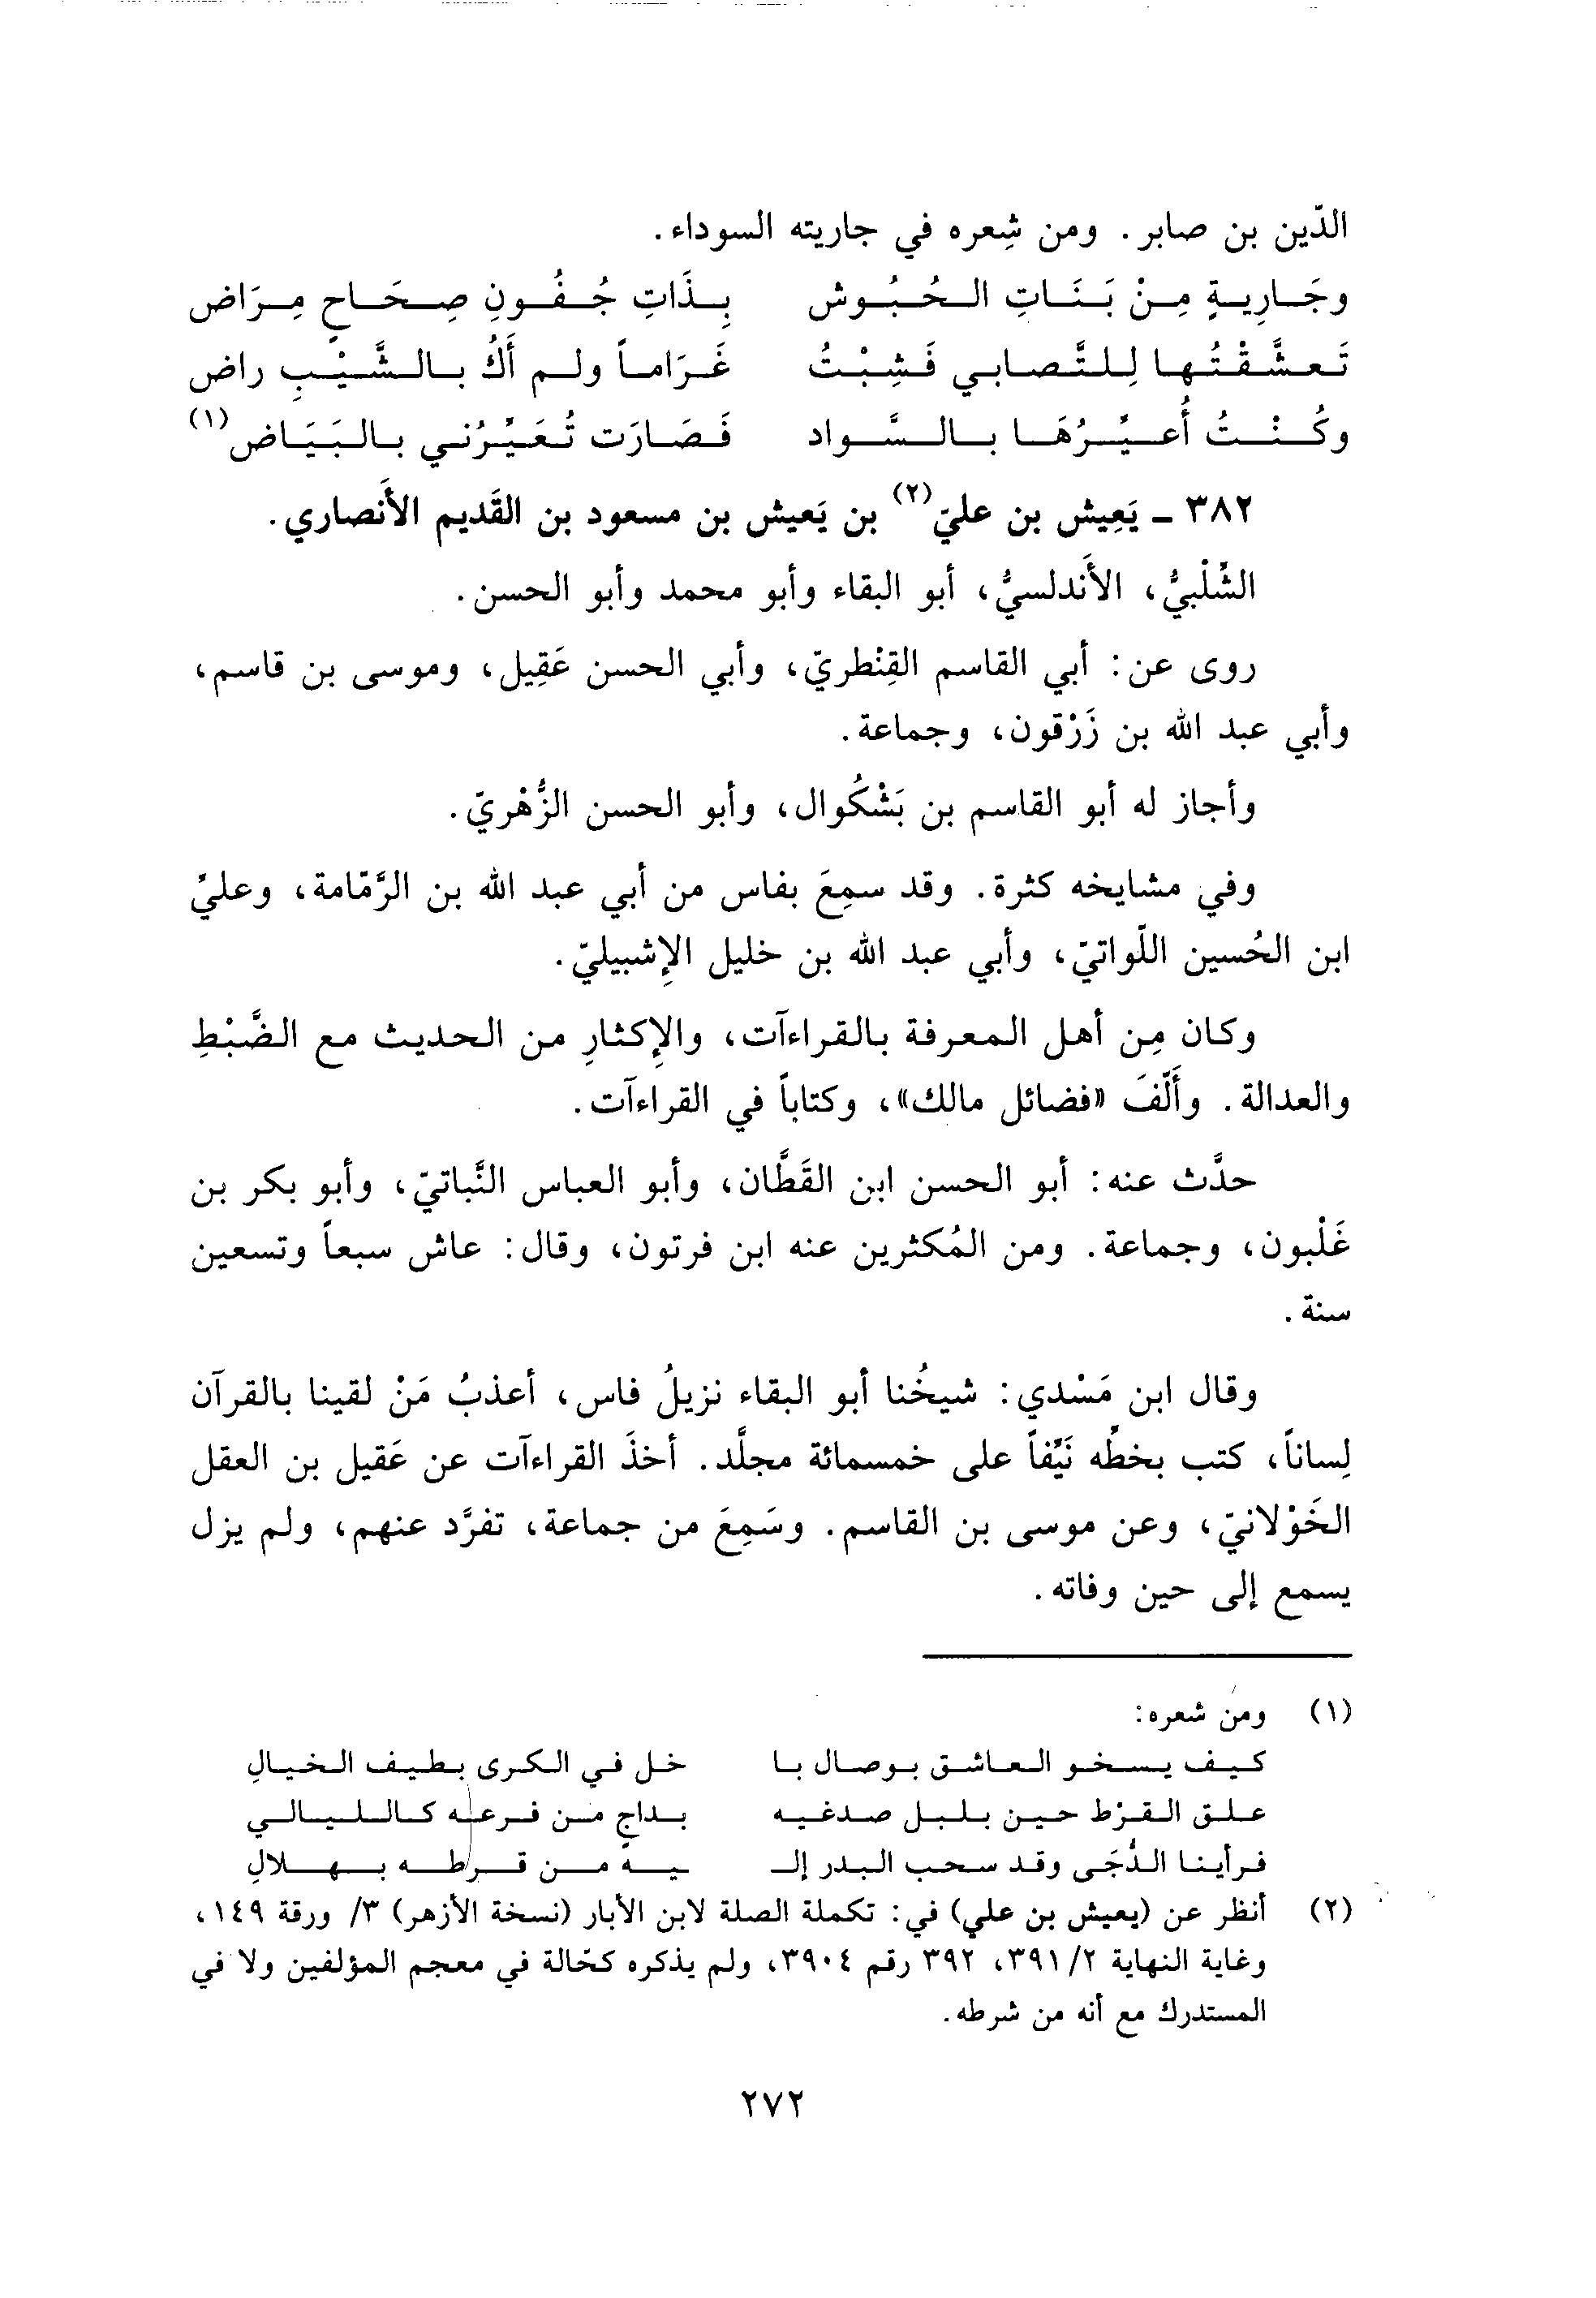 الدّين بن صابر. ومن شِعره في جاريته السوداء.
وجَارِيةٍ مِنْ بَنَاتِ الحُبُوش بِذَاتِ جُفُونِ صِحَاحٍ مِرَاض
تَعشَّقْتُها لِلتَّصابي فَشِبْتُ غَرَاماً ولم أَكُ بالشَّيْبِ راض
وكُنْتُ أُعيِّرُهَا بالسَّواد فَصَارَت تُعَيِّرُني بالبَيَاض(١)
٣٨٢ ـ يَعِيش بن عليّ(٢) بن يَعيش بن مسعود بن القَديم الأَنصاري.
الشِّلْبيُّ، الأَندلسيُّ، أبو البقاء وأبو محمد وأبو الحسن.
روى عن: أبي القاسم القِنْطريّ، وأبي الحسن عَقِيل، وموسى بن قاسم،
وأبي عبد الله بن زَرْقون، وجماعة.
وأجاز له أبو القاسم بن بَشْكُوال، وأبو الحسن الزُّهْريّ.
وفي مشايخه كثرة. وقد سمِعَ بفاس من أبي عبد الله بن الرَّمّامة، وعليّ
ابن الحُسين اللّواتيّ، وأبي عبد الله بن خليل الإِشبيليّ.
وكان مِن أهل المعرفة بالقراءآت، والإِكثارِ من الحديث مع الضَّبْطِ
والعدالة. وأَلَّفَ «فضائل مالك»، وكتاباً في القراءآت.
حدَّث عنه: أبو الحسن ابن القَطَّان، وأبو العباس النَّباتيّ، وأبو بكر بن
غَلْبون، وجماعة. ومن المُكثرين عنه ابن فرتون، وقال: عاش سبعاً وتسعين
سنة.
وقال ابن مَسْدي: شيخُنا أبو البقاء نزيلُ فاس، أعذبُ مَنْ لقينا بالقرآن
لِساناً، كتب بخطِّه نَيِّفاً على خمسمائة مجلَّد. أخذَ القراءآت عن عَقيل بن العقل
الخَوْلانيّ، وعن موسى بن القاسم. وسَمِعَ من جماعة، تفرَّد عنهم، ولم يزل
يسمع إلى حين وفاته.
(١) ومن شعره:
كيف يسخو العاشق بوصال با خل في الكرى بطيف الخيالِ
علق القرْط حين بلبل صدغيه بداجٍ من فرعه كالليالي
فرأينا الدُّجَى وقد سحب البدر إلـ ـيه من قرطه بهلالِ
(٢) أنظر عن (يعيش بن علي) في: تكملة الصلة لابن الأبار (نسخة الأزهر) ٣/ ورقة ١٤٩،
وغاية النهاية ٢/ ٣٩١، ٣٩٢ رقم ٣٩٠٤، ولم يذكره كحّالة في معجم المؤلفين ولا في
المستدرك مع أنه من شرطه.
٢٧٢